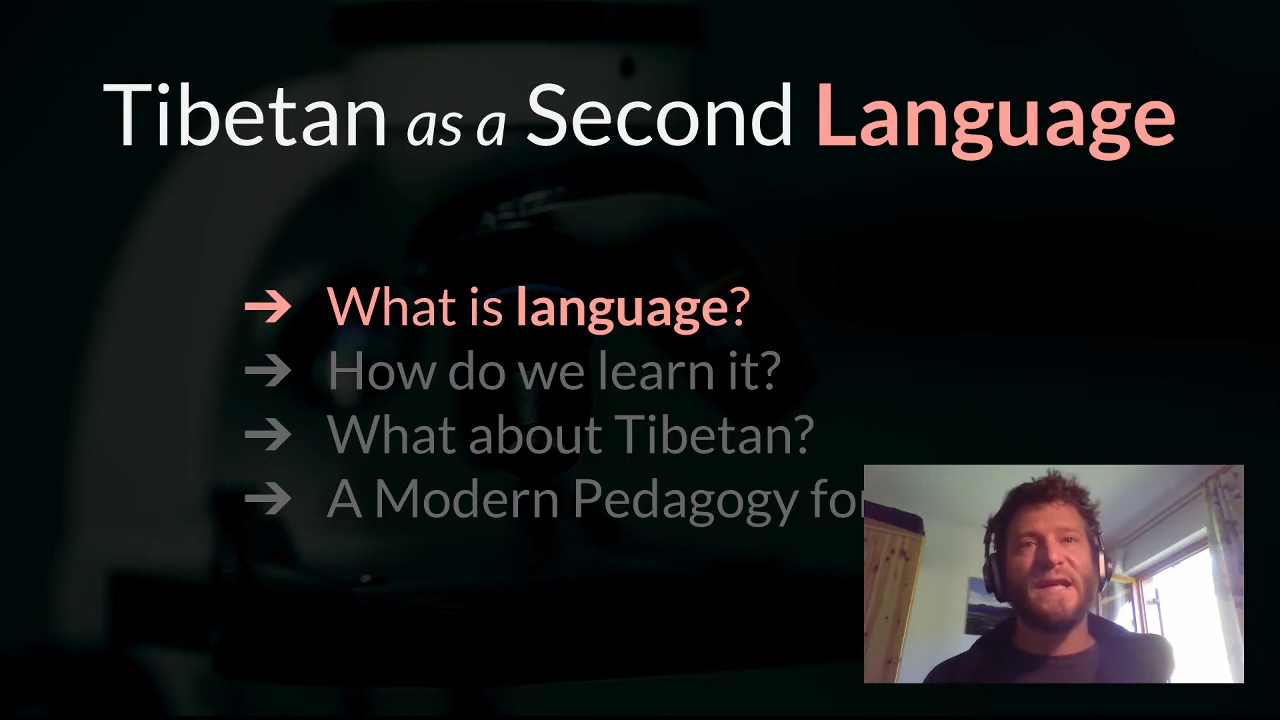 Tibetan as a Second Language
➔ What is language?
➔ How do we learn it?
➔ What about Tibetan?
➔ A Modern Pedagogy for